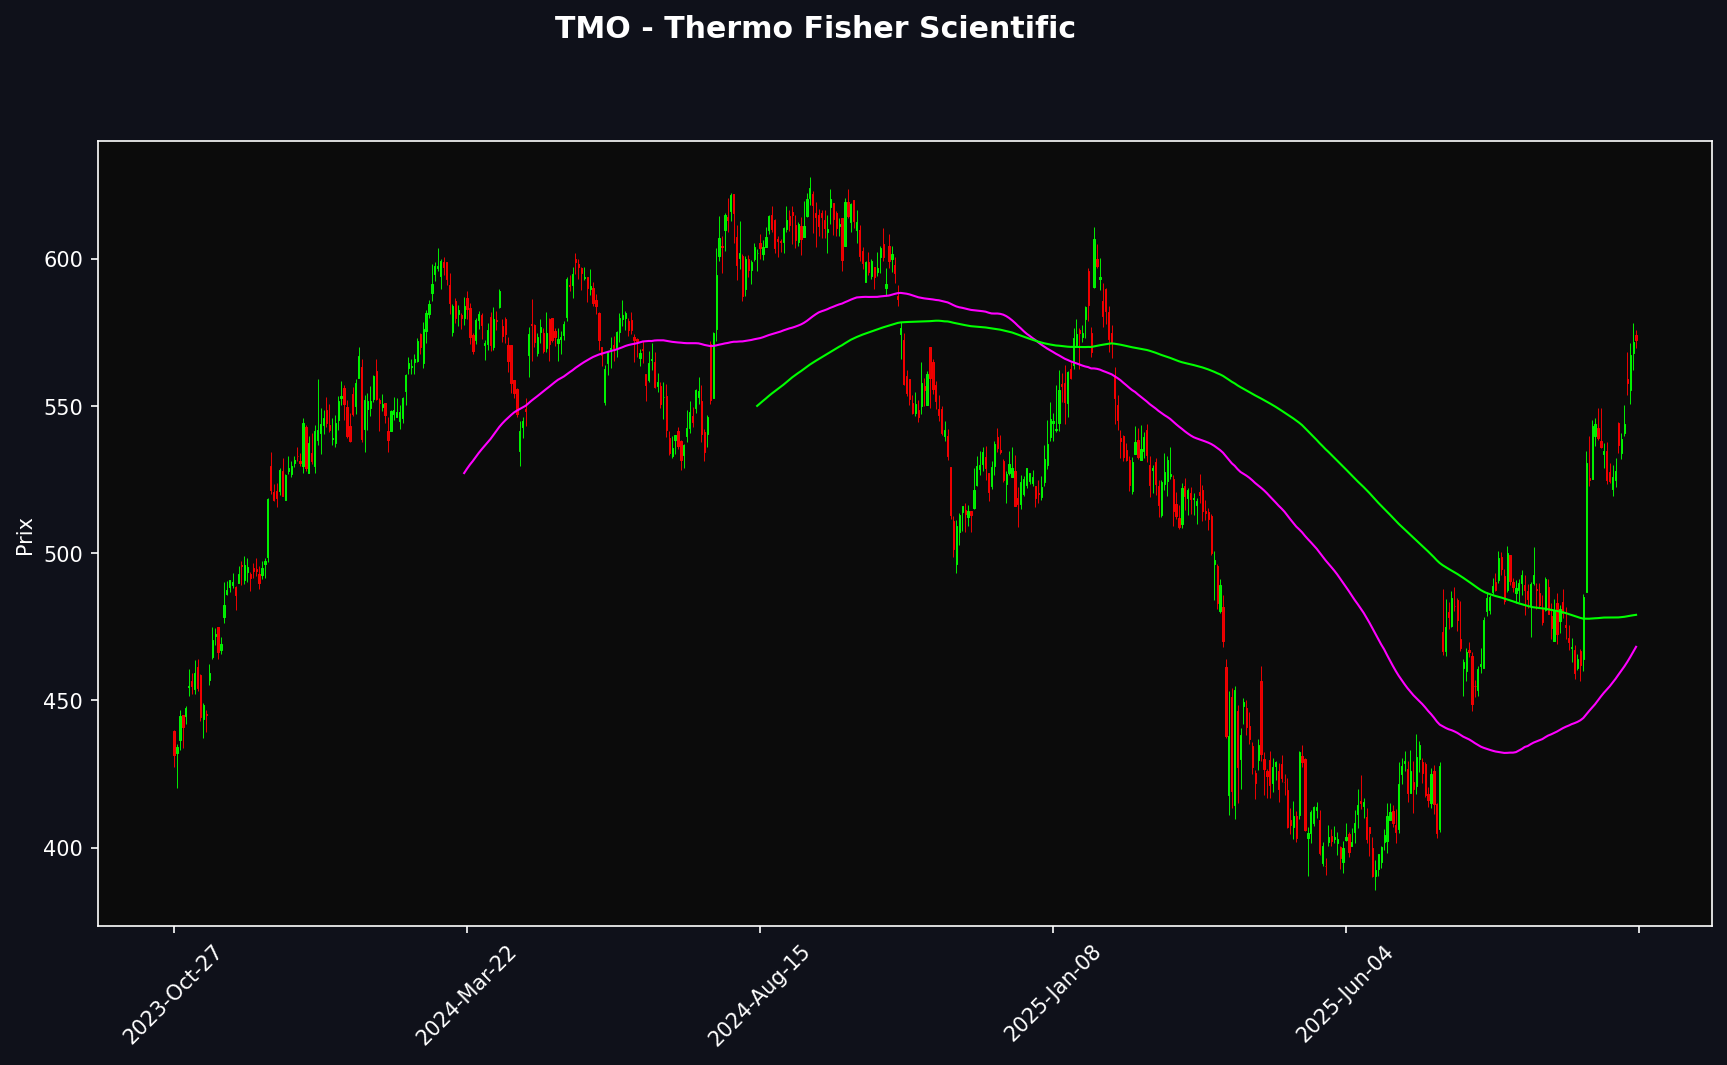 TMO - Thermo Fisher Scientific
Prix
600
550
500
450
400
2023-Oct-27
2024-Mar-22
2024-Aug-15
2025-Jan-08
2025-Jun-04